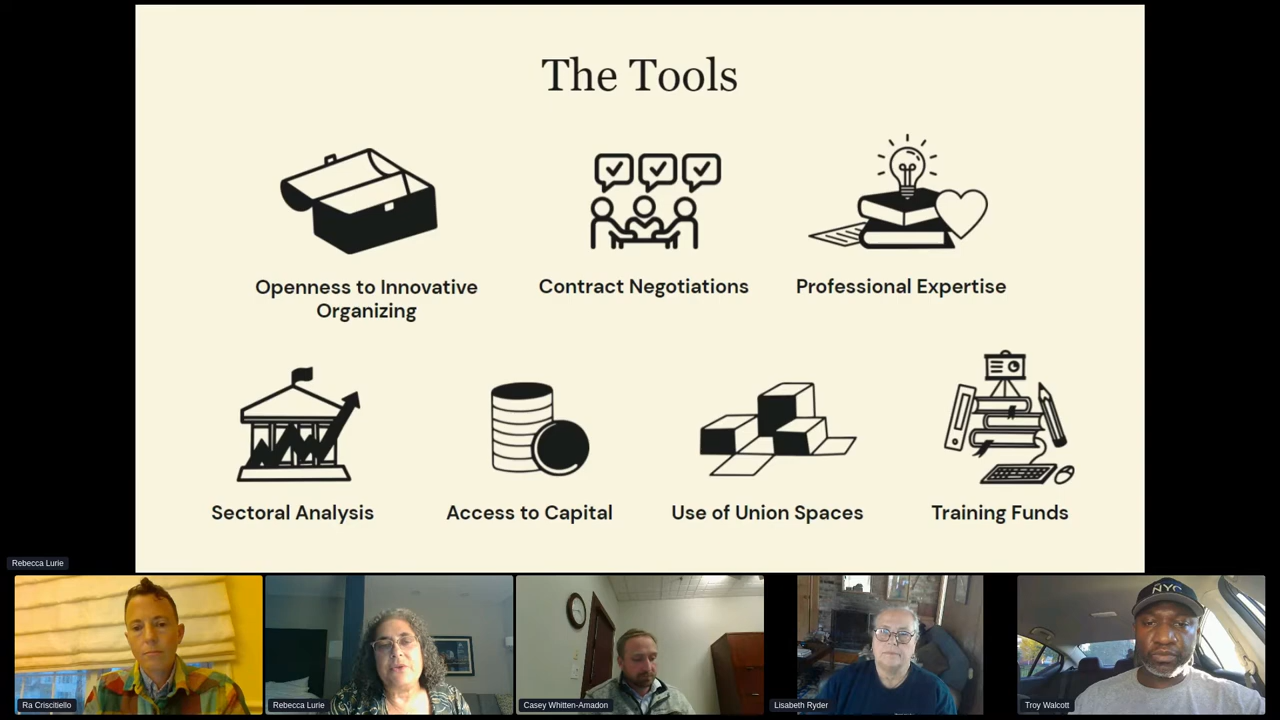 The Tools
Openness to Innovative
Organizing
Contract Negotiations
Professional Expertise
Sectoral Analysis
Access to Capital
Use of Union Spaces
Training Funds
Rebecca Lurie
Ra Criscitiello
Rebecca Lurie
Casey Whitten-Amadon
Lisabeth Ryder
Troy Walcott
NYC